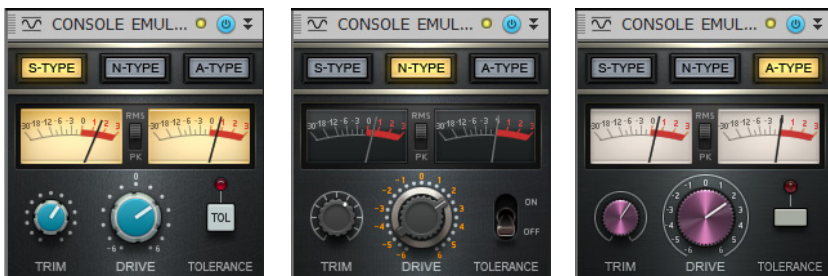 CONSOLE EMUL... CONSOLE EMUL... CONSOLE EMUL...
S-TYPE N-TYPE A-TYPE S-TYPE N-TYPE A-TYPE S-TYPE N-TYPE A-TYPE
30 18 -12 -6 -3 0 1 2 3 RMS 30 18 -12 -6 -3 0 1 2 3 30 18 -12 -6 -3 0 1 2 3 RMS 30 18 -12 -6 -3 0 1 2 3 30 18 -12 -6 -3 0 1 2 3 RMS 30 18 -12 -6 -3 0 1 2 3
PK PK PK
0 -1 0 1 -1 0 1
-2 2 -2 2
-3 3 ON -3 3
TOL -4 4 -4 4
-5 5 OFF -5 5
-6 6 -6 6 -6 6
TRIM DRIVE TOLERANCE TRIM DRIVE TOLERANCE TRIM DRIVE TOLERANCE